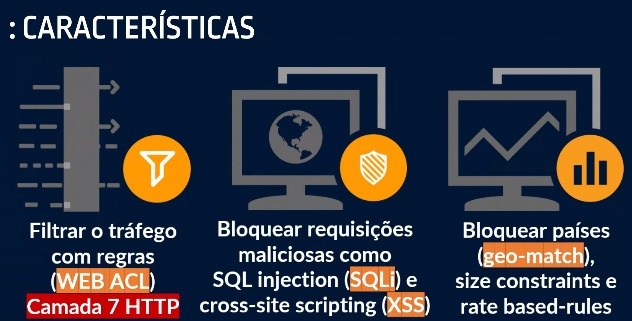 : CARACTERÍSTICAS
Filtrar o tráfego
com regras
(WEB ACL)
Camada 7 HTTP
Bloquear requisições
maliciosas como
SQL injection (SQLi) e
cross-site scripting (XSS)
Bloquear países
(geo-match),
size constraints e
rate based-rules